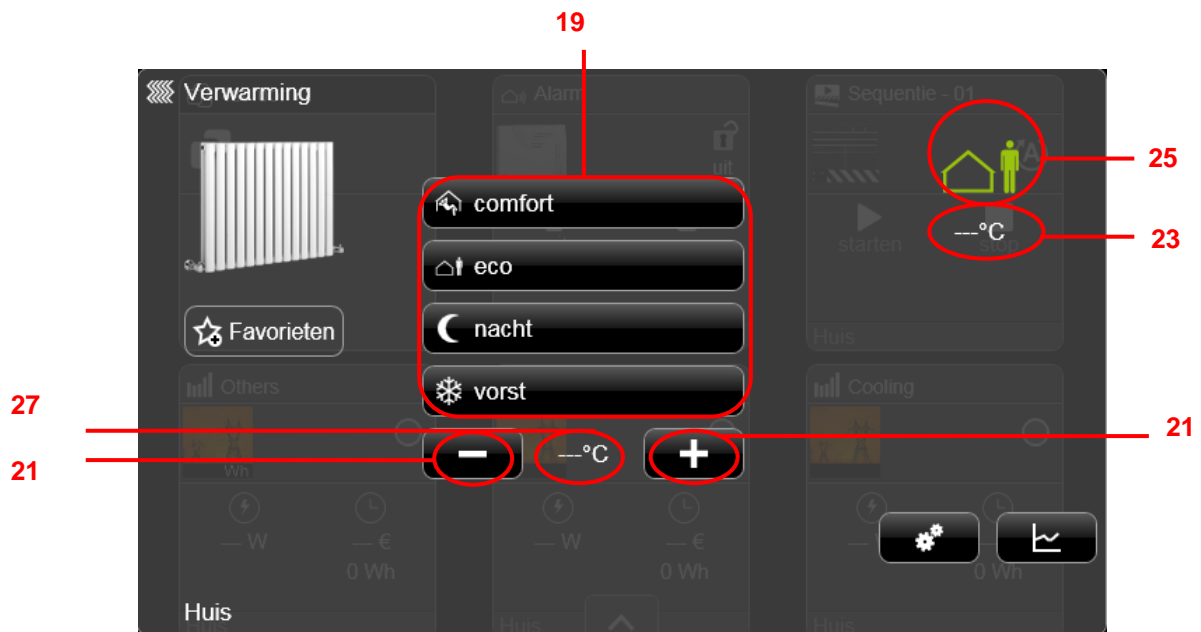 19
Verwarming
Alarm
Sequentie - 01
uit
A
25
comfort
---°C
23
starten
stop
eco
Favorieten
nacht
Huis
Others
vorst
Cooling
27
21
Wh
---°C
21
--- W
--- €
--- W
--- €
0 Wh
0 Wh
0 Wh
Huis
Huis
Huis
Huis